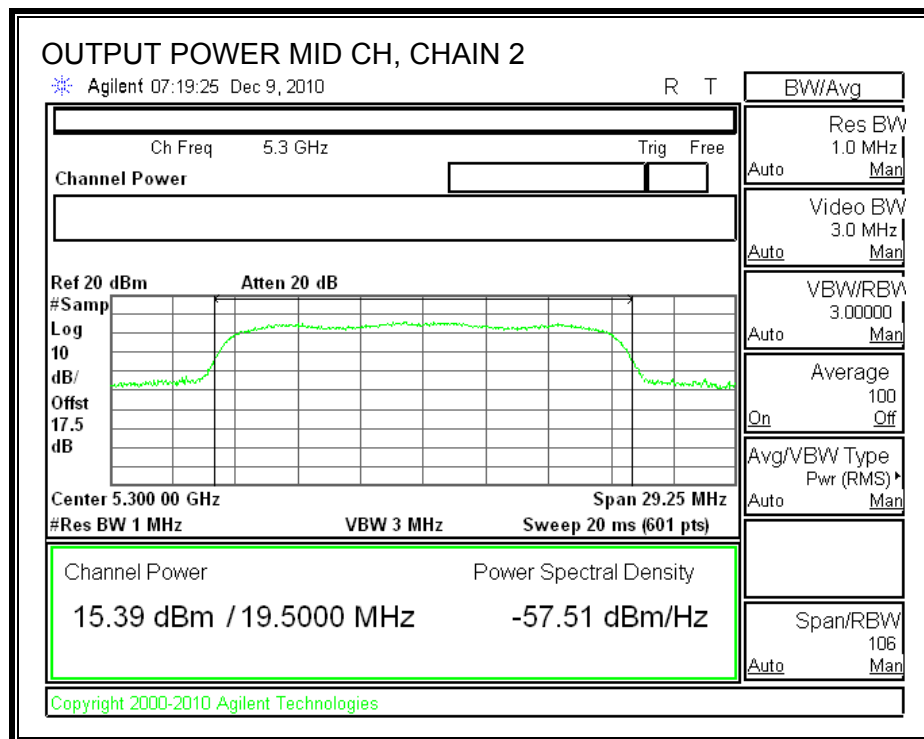 OUTPUT POWER MID CH, CHAIN 2
Agilent 07:19:25 Dec 9, 2010 R T
Ch Freq 5.3 GHz Trig Free
Channel Power
Ref 20 dBm Atten 20 dB
#Samp
Log
10
dB/
Offst
17.5
dB
Center 5.300 00 GHz Span 29.25 MHz
#Res BW 1 MHz VBW 3 MHz Sweep 20 ms (601 pts)
Channel Power Power Spectral Density
15.39 dBm / 19.5000 MHz -57.51 dBm/Hz
Copyright 2000-2010 Agilent Technologies
BW/Avg
Res BW
1.0 MHz
Auto Man
Video BW
3.0 MHz
Auto Man
VBW/RBW
3.00000
Auto Man
Average
100
On Off
Avg/VBW Type
Pwr (RMS)
Auto Man
Span/RBW
106
Auto Man